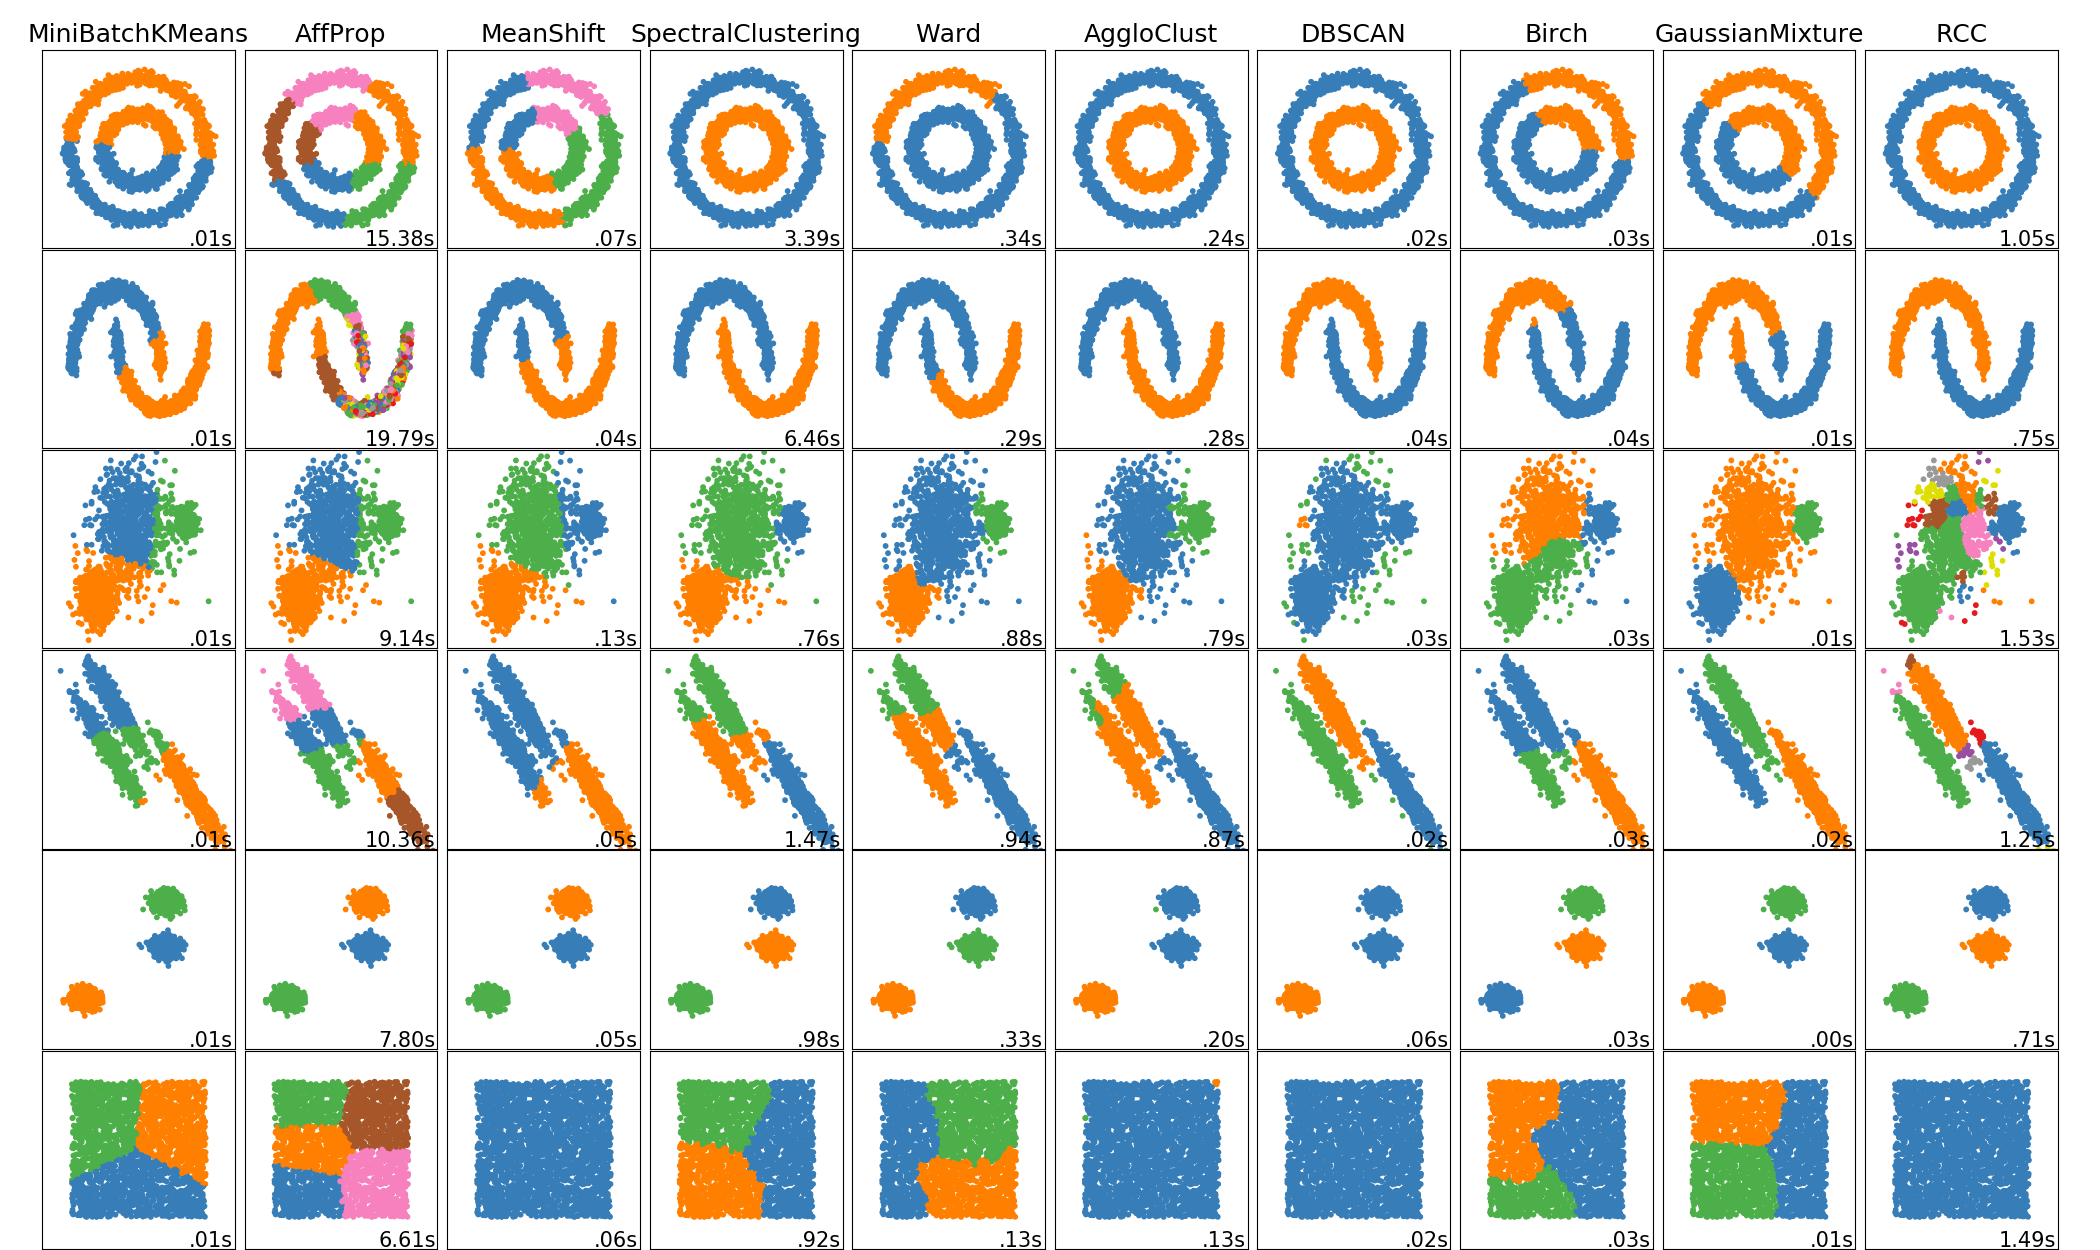 MiniBatchKMeans AffProp MeanShift SpectralClustering Ward AggloClust DBSCAN Birch GaussianMixture RCC
.01s 15.38s .07s 3.39s .34s .24s .02s .03s .01s 1.05s
.01s 19.79s .04s 6.46s .29s .28s .04s .04s .01s .75s
.01s 9.14s .13s .76s .88s .79s .03s .03s .01s 1.53s
.01s 10.36s .05s 1.47s .94s .87s .02s .03s .02s 1.25s
.01s 7.80s .05s .98s .33s .20s .06s .03s .00s .71s
.01s 6.61s .06s .92s .13s .13s .02s .03s .01s 1.49s